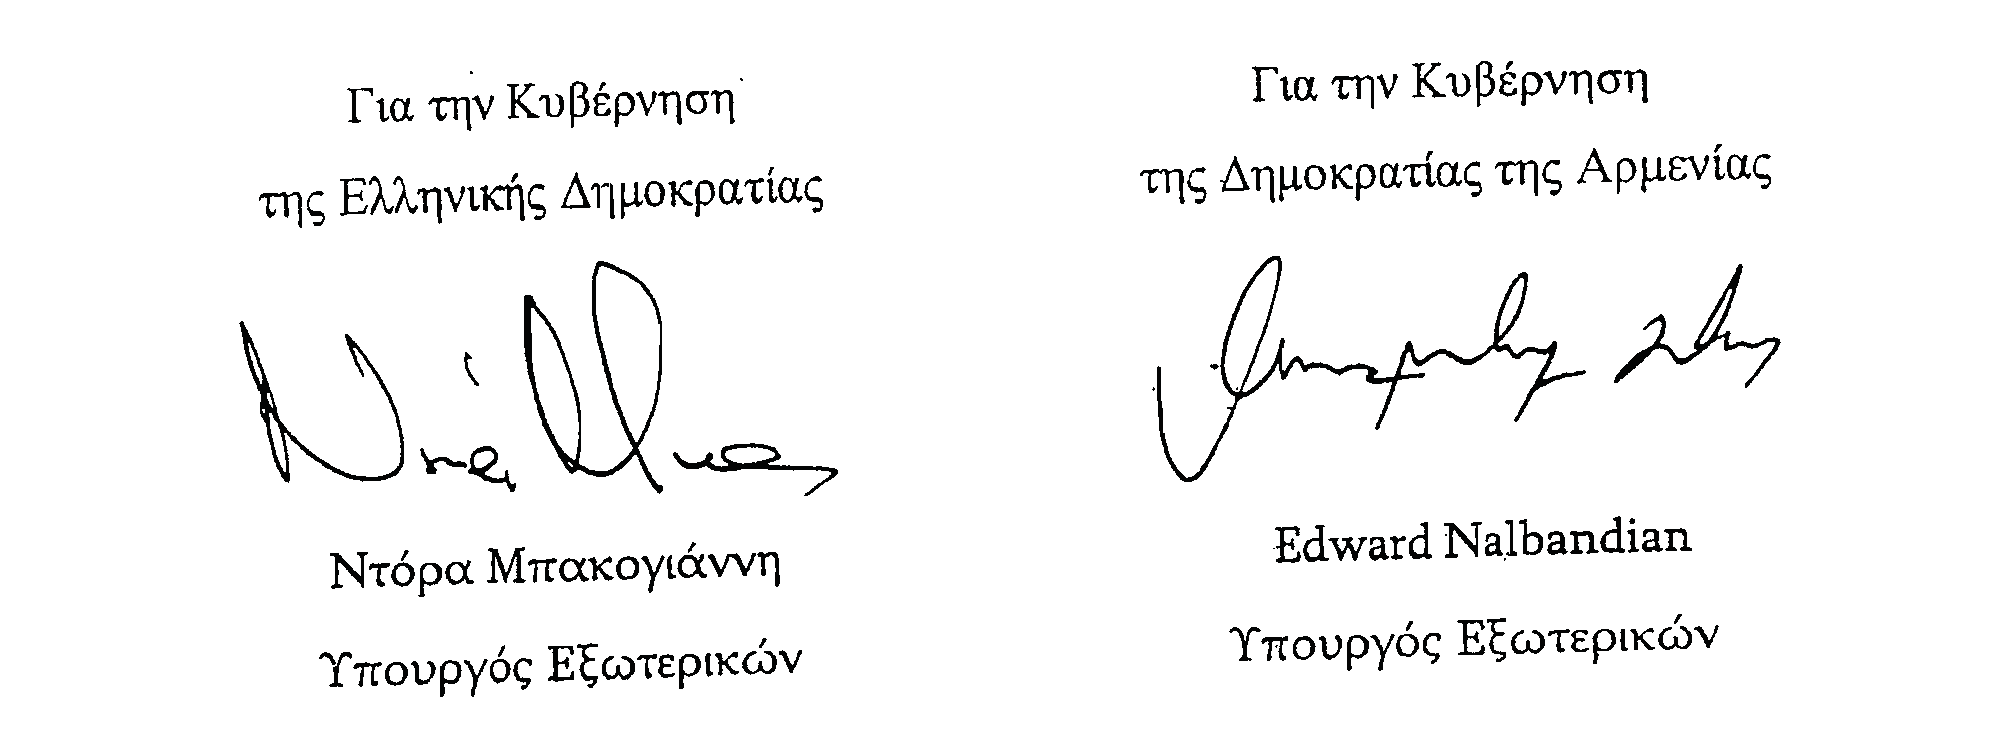 Για την Κυβέρνηση
της Ελληνικής Δημοκρατίας
Ντόρα Μπακογιάννη
Υπουργός Εξωτερικών
Για την Κυβέρνηση
της Δημοκρατίας της Αρμενίας
Edward Nalbandian
Υπουργός Εξωτερικών